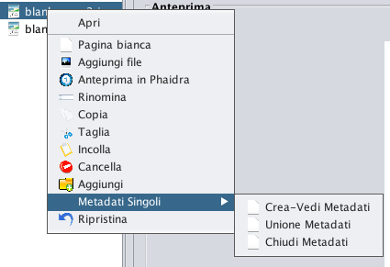 Anteprima
blan
blan
Apri
Pagina bianca
Aggiungi file
Anteprima in Phaidra
Rinomina
Copia
Taglia
Incolla
Cancella
Aggiungi
Metadati Singoli
Ripristina
Crea-Vedi Metadati
Unione Metadati
Chiudi Metadati